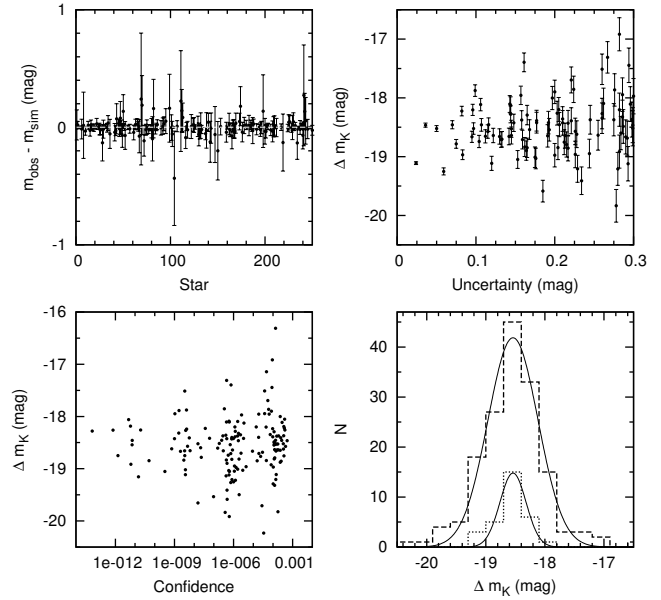 1
0
-1
m_obs - m_sim (mag)
0 100 200
Star
-17
-18
-19
-20
Δ m_K (mag)
0 0.1 0.2 0.3
Uncertainty (mag)
-16
-17
-18
-19
-20
Δ m_K (mag)
1e-012 1e-009 1e-006 0.001
Confidence
40
30
20
10
0
N
-20 -19 -18 -17
Δ m_K (mag)